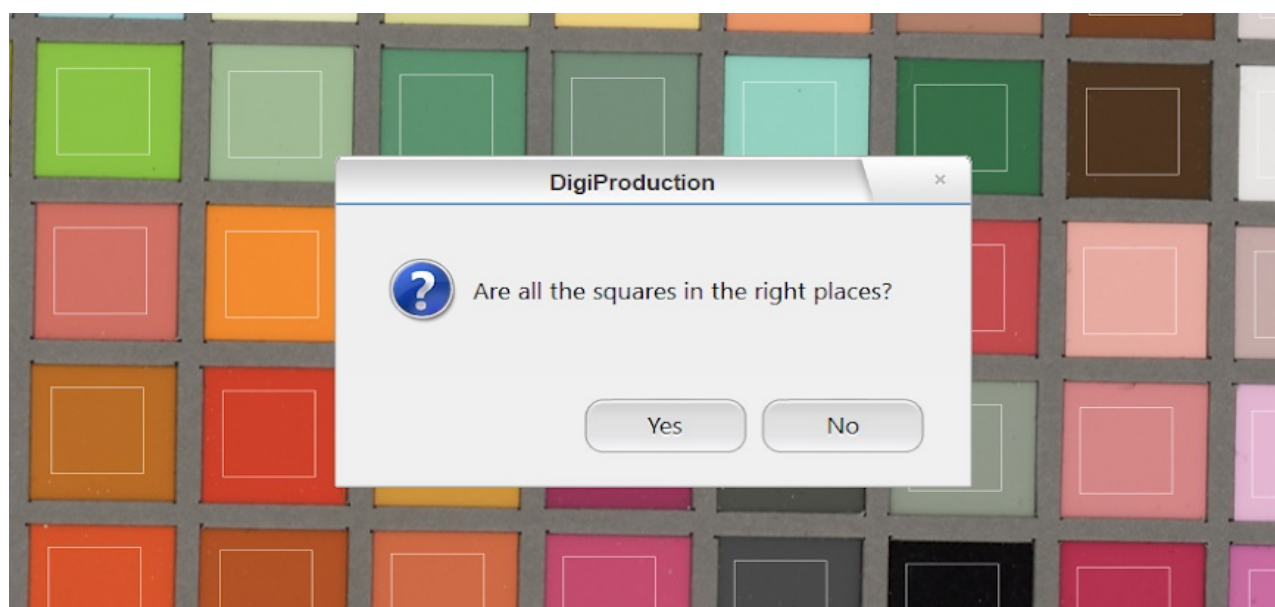 DigiProduction
Are all the squares in the right places?
Yes
No